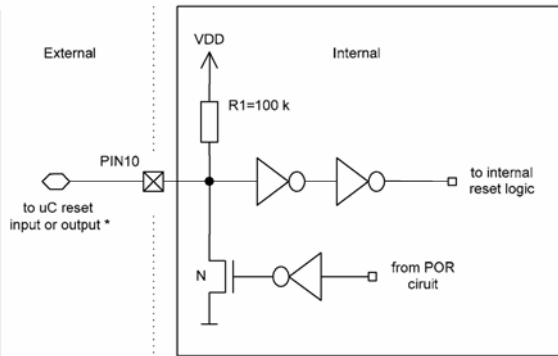 External
Internal
VDD
R1=100 k
PIN10
to uC reset
input or output *
to internal
reset logic
N
from POR
ciruit